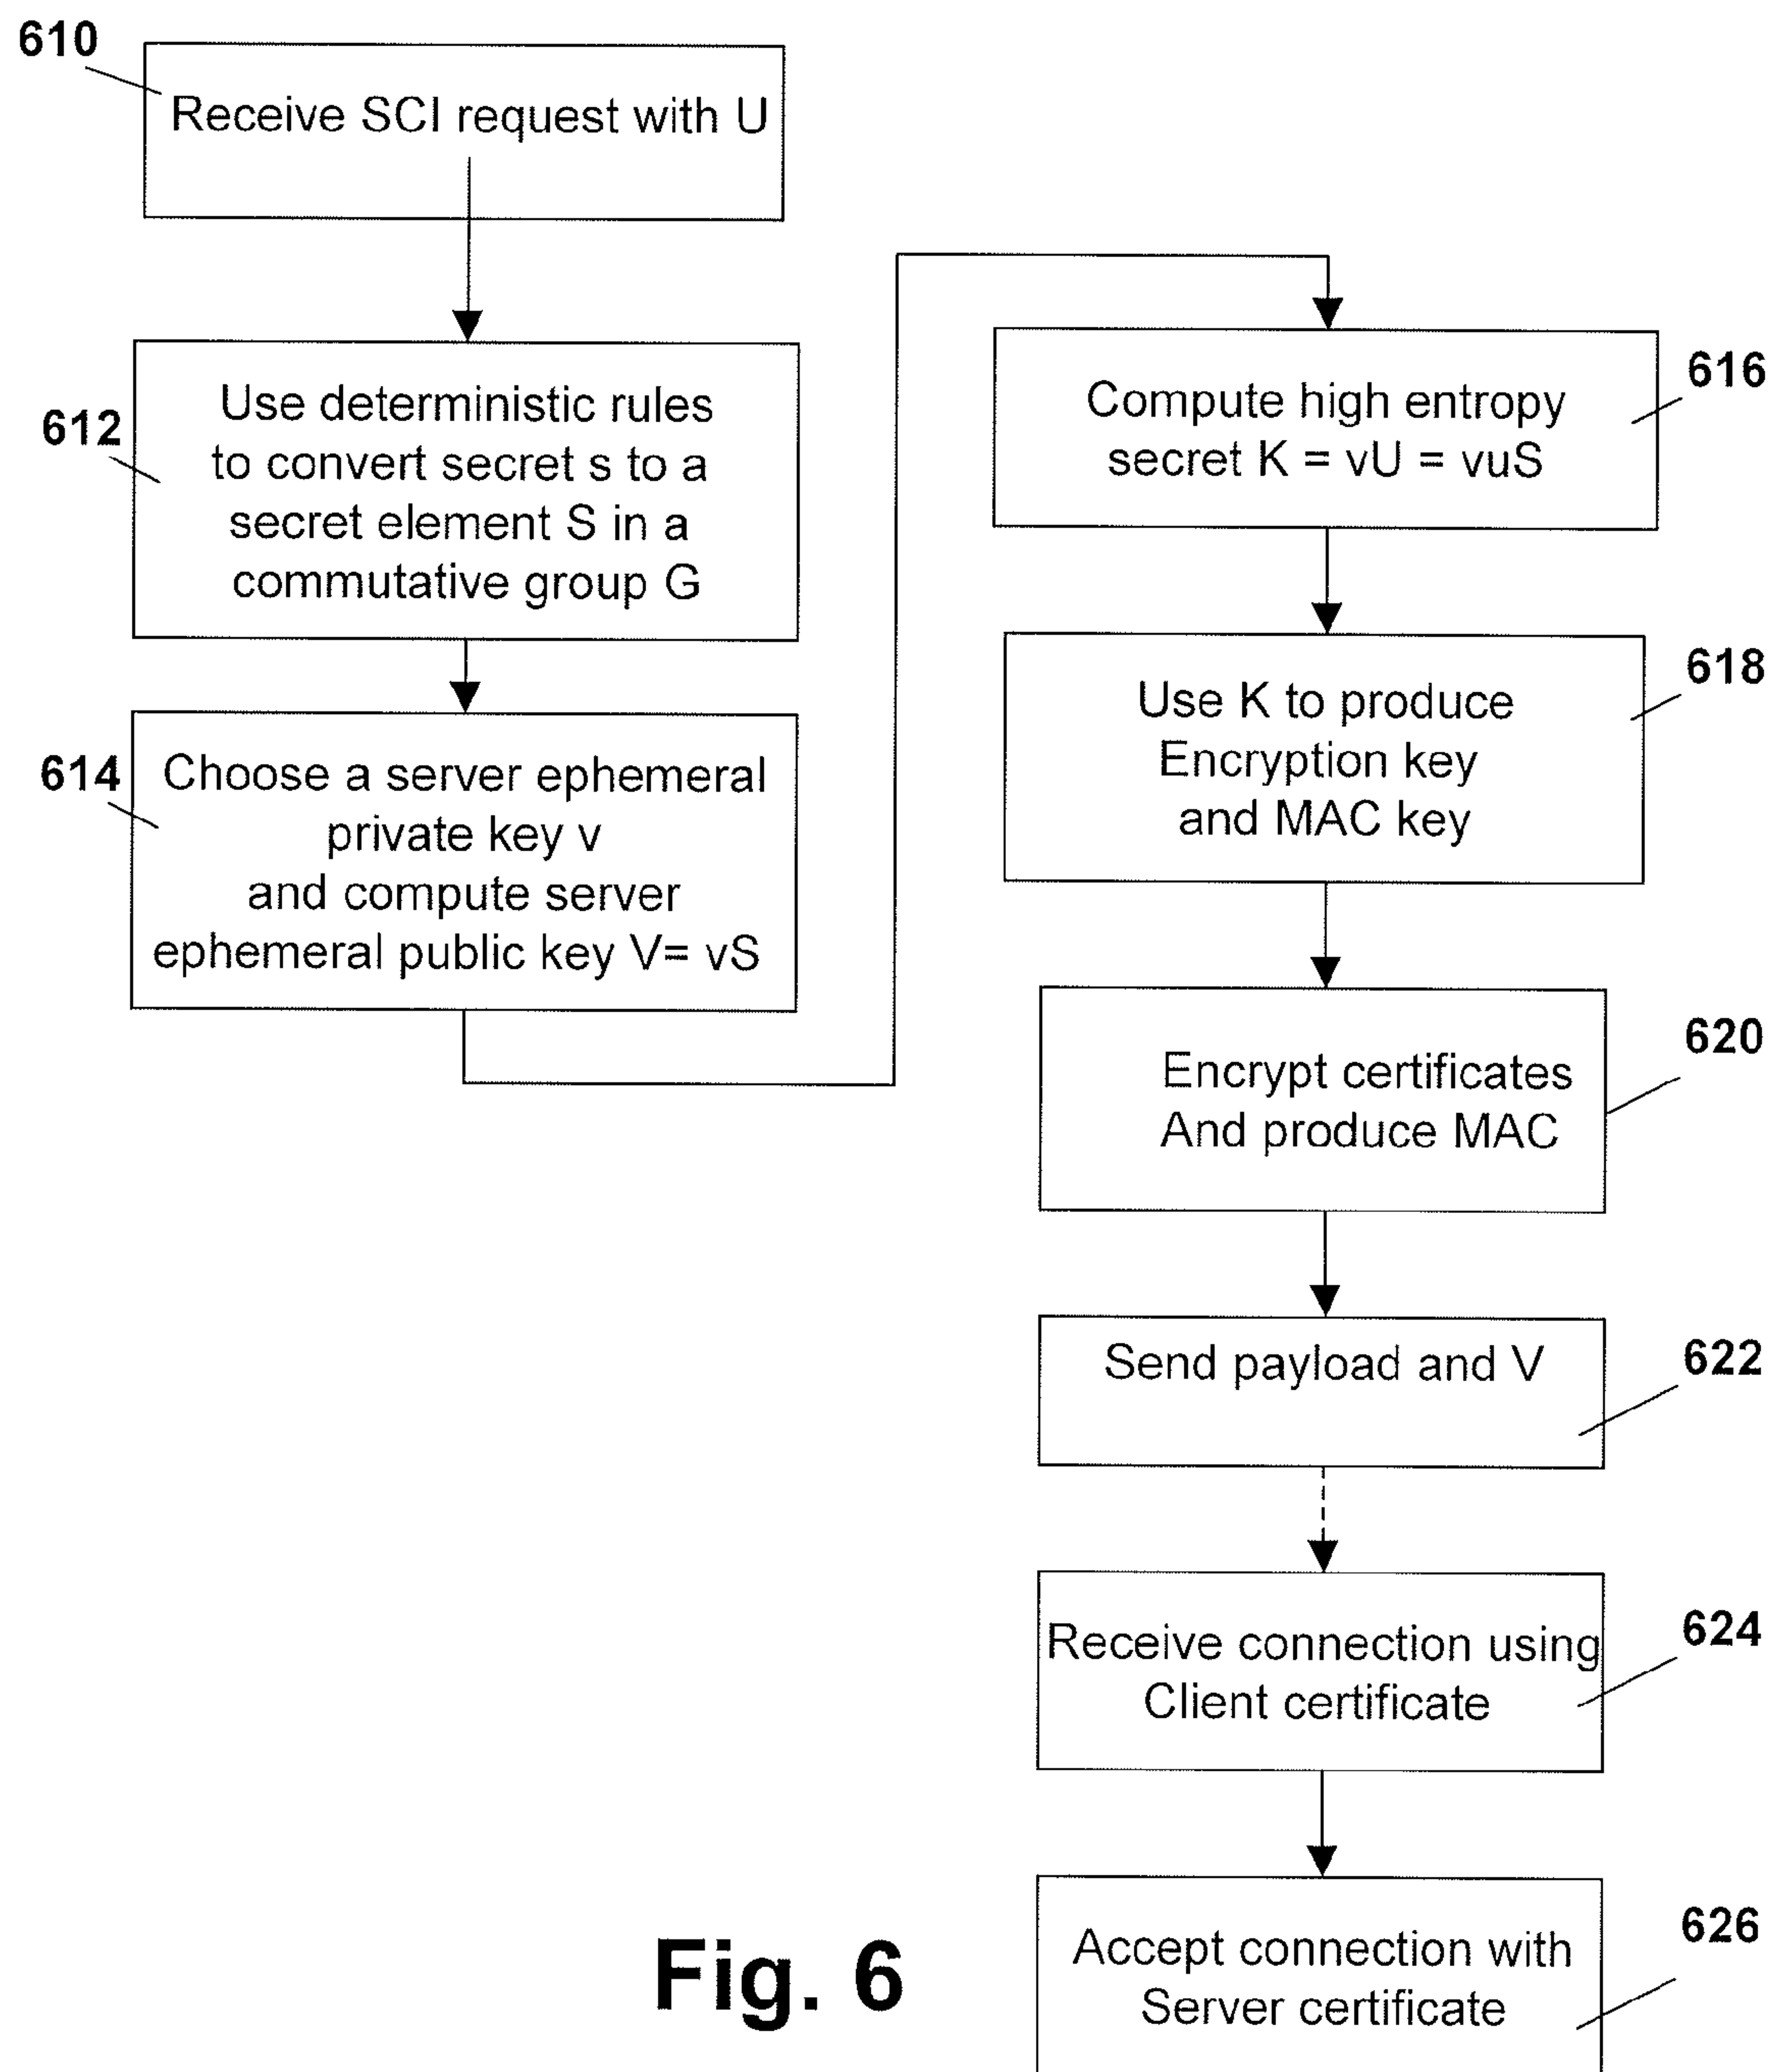 610
Receive SCI request with U
612
Use deterministic rules
to convert secret s to a
secret element S in a
commutative group G
614
Choose a server ephemeral
private key v
and compute server
ephemeral public key V= vS
616
Compute high entropy
secret K = vU = vuS
618
Use K to produce
Encryption key
and MAC key
620
Encrypt certificates
And produce MAC
622
Send payload and V
624
Receive connection using
Client certificate
626
Accept connection with
Server certificate
Fig. 6